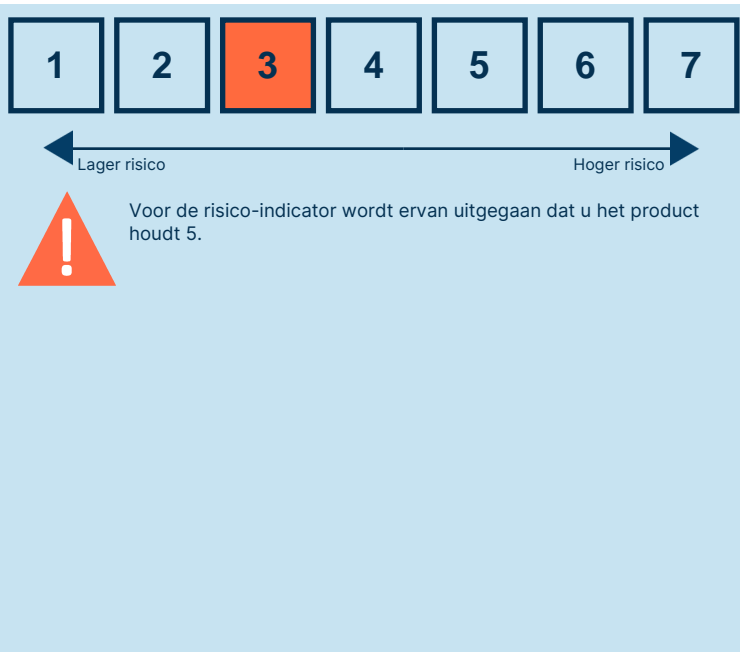 1 2 3 4 5 6 7
Lager risico Hoger risico
!
Voor de risico-indicator wordt ervan uitgegaan dat u het product
houdt 5.